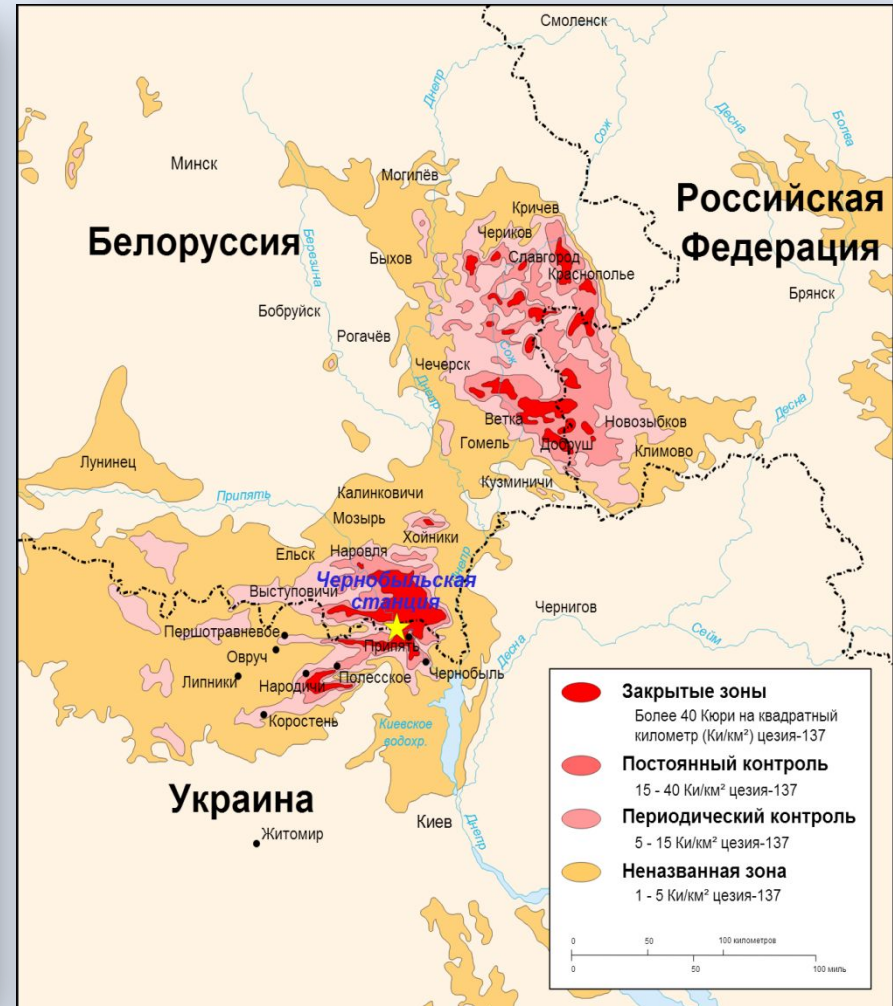 Смоленск
Днепр
Сож
Десна
Болва
Минск
Могилёв
Российская
Федерация
Кричев
Чериков
Белоруссия
Березина
Быхов
Славгород
Краснополье
Брянск
Бобруйск
Рогачёв
Сож
Чечерск
Днепр
Десна
Ветка
Новозыбков
Гомель
Добруш
Климово
Лунинец
Кузминичи
Припять
Калинковичи
Мозырь
Хойники
Ельск
Наровля
Днепр
Чернобыльская
станция
Выступовичи
Чернигов
Сейм
Першотравневое
Припять
Десна
Овруч
Полесское
Чернобыль
Липники
Народичи
Коростень
Киевское
водохр.
Украина
Киев
Житомир
Днепр
Закрытые зоны
Более 40 Кюри на квадратный
километр (Ки/км²) цезия-137
Постоянный контроль
15 - 40 Ки/км² цезия-137
Периодический контроль
5 - 15 Ки/км² цезия-137
Неназванная зона
1 - 5 Ки/км² цезия-137
0 50 100 километров
0 50 100 миль